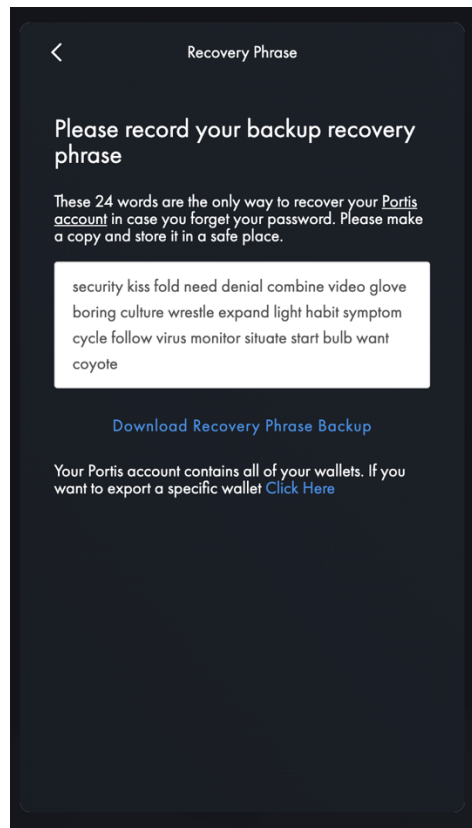 Recovery Phrase
Please record your backup recovery
phrase
These 24 words are the only way to recover your Portis
account in case you forget your password. Please make
a copy and store it in a safe place.
security kiss fold need denial combine video glove
boring culture wrestle expand light habit symptom
cycle follow virus monitor situate start bulb want
coyote
Download Recovery Phrase Backup
Your Portis account contains all of your wallets. If you
want to export a specific wallet Click Here